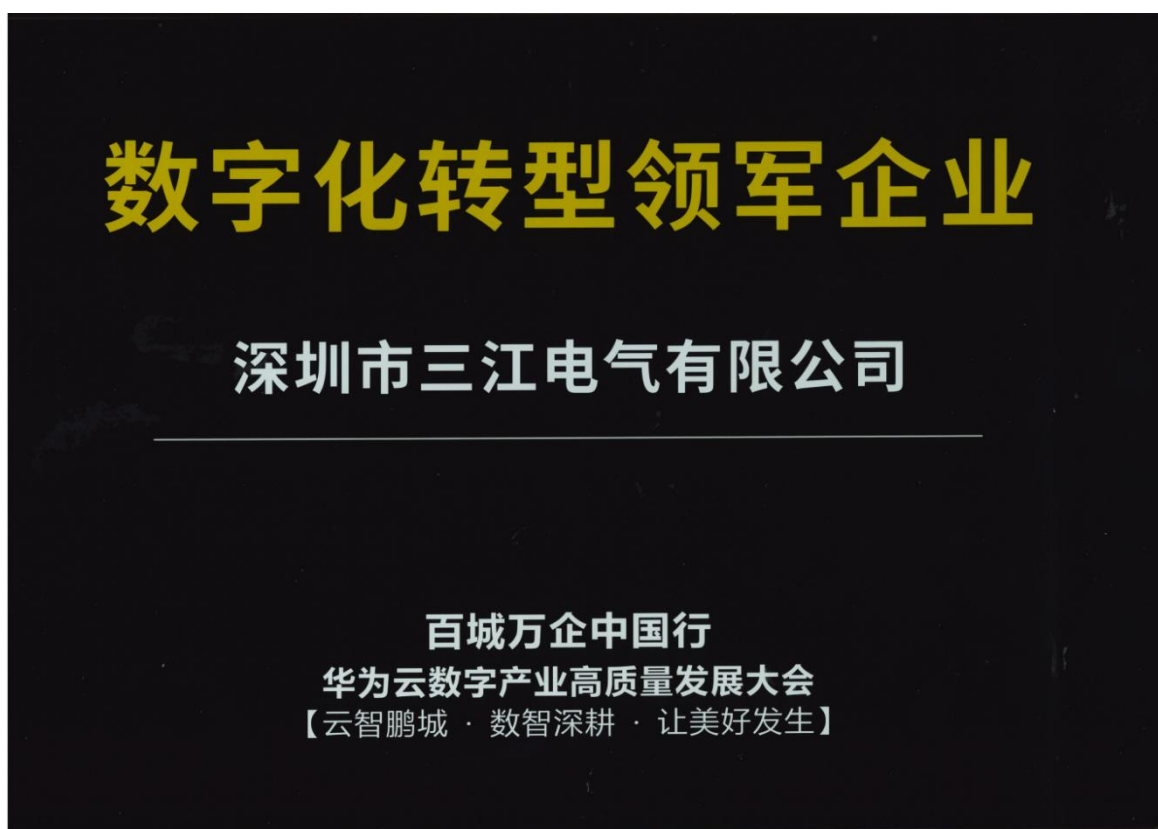 数字化转型领军企业
深圳市三江电气有限公司
百城万企中国行
华为云数字产业高质量发展大会
【云智鹏城 · 数智深耕 · 让美好发生】